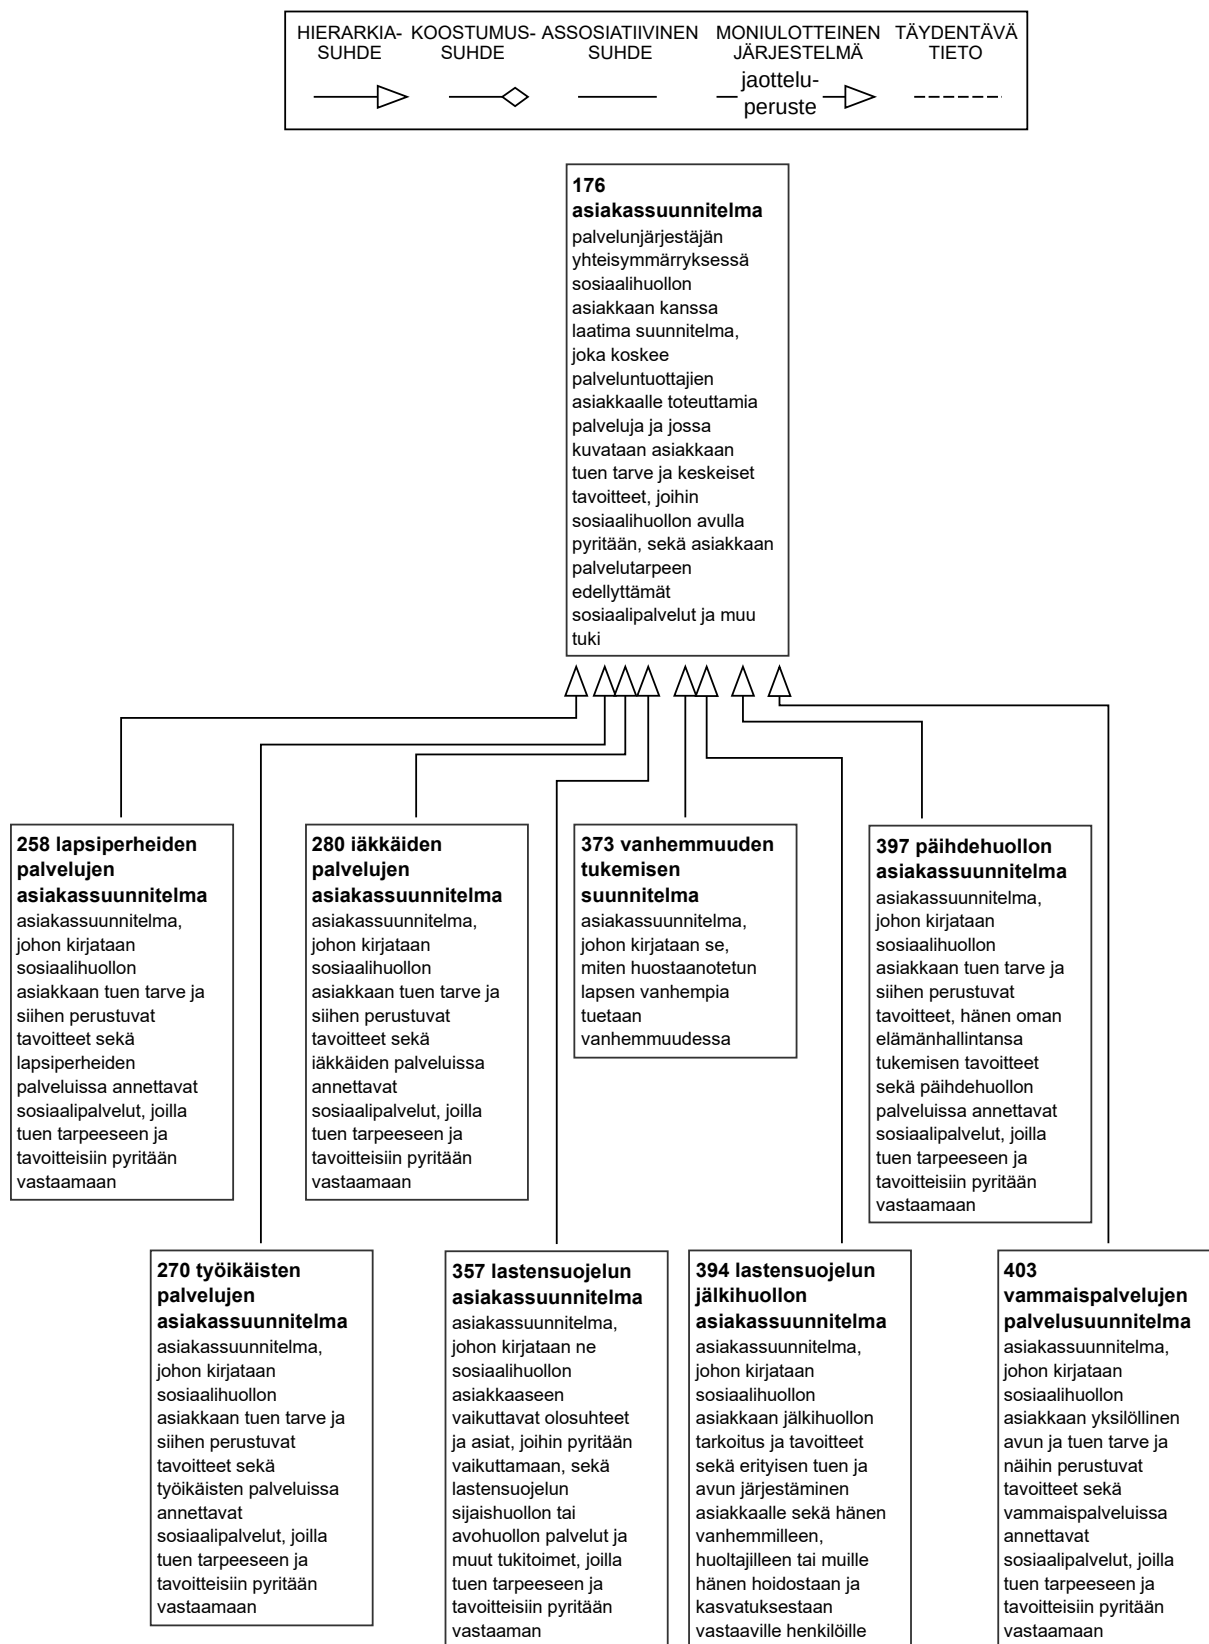 HIERARKIA-
SUHDE
KOOSTUMUS-
SUHDE
ASSOSIATIIVINEN
SUHDE
MONIULOTTEINEN
JÄRJESTELMÄ
jaottelu-
peruste
TÄYDENTÄVÄ
TIETO
176
asiakassuunnitelma
palvelunjärjestäjän
yhteisymmärryksessä
sosiaalihuollon
asiakkaan kanssa
laatima suunnitelma,
joka koskee
palveluntuottajien
asiakkaalle toteuttamia
palveluja ja jossa
kuvataan asiakkaan
tuen tarve ja keskeiset
tavoitteet, joihin
sosiaalihuollon avulla
pyritään, sekä asiakkaan
palvelutarpeen
edellyttämät
sosiaalipalvelut ja muu
tuki
258 lapsiperheiden
palvelujen
asiakassuunnitelma
asiakassuunnitelma,
johon kirjataan
sosiaalihuollon
asiakkaan tuen tarve ja
siihen perustuvat
tavoitteet sekä
lapsiperheiden
palveluissa annettavat
sosiaalipalvelut, joilla
tuen tarpeeseen ja
tavoitteisiin pyritään
vastaamaan
280 iäkkäiden
palvelujen
asiakassuunnitelma
asiakassuunnitelma,
johon kirjataan
sosiaalihuollon
asiakkaan tuen tarve ja
siihen perustuvat
tavoitteet sekä
iäkkäiden palveluissa
annettavat
sosiaalipalvelut, joilla
tuen tarpeeseen ja
tavoitteisiin pyritään
vastaamaan
373 vanhemmuuden
tukemisen
suunnitelma
asiakassuunnitelma,
johon kirjataan se,
miten huostaanotetun
lapsen vanhempia
tuetaan
vanhemmuudessa
397 päihdehuollon
asiakassuunnitelma
asiakassuunnitelma,
johon kirjataan
sosiaalihuollon
asiakkaan tuen tarve ja
siihen perustuvat
tavoitteet, hänen oman
elämänhallintansa
tukemisen tavoitteet
sekä päihdehuollon
palveluissa annettavat
sosiaalipalvelut, joilla
tuen tarpeeseen ja
tavoitteisiin pyritään
vastaamaan
270 työikäisten
palvelujen
asiakassuunnitelma
asiakassuunnitelma,
johon kirjataan
sosiaalihuollon
asiakkaan tuen tarve ja
siihen perustuvat
tavoitteet sekä
työikäisten palveluissa
annettavat
sosiaalipalvelut, joilla
tuen tarpeeseen ja
tavoitteisiin pyritään
vastaamaan
357 lastensuojelun
asiakassuunnitelma
asiakassuunnitelma,
johon kirjataan ne
sosiaalihuollon
asiakkaaseen
vaikuttavat olosuhteet
ja asiat, joihin pyritään
vaikuttamaan, sekä
lastensuojelun
sijaishuollon tai
avohuollon palvelut ja
muut tukitoimet, joilla
tuen tarpeeseen ja
tavoitteisiin pyritään
vastaaman
394 lastensuojelun
jälkihuollon
asiakassuunnitelma
asiakassuunnitelma,
johon kirjataan
sosiaalihuollon
asiakkaan jälkihuollon
tarkoitus ja tavoitteet
sekä erityisen tuen ja
avun järjestäminen
asiakkaalle sekä hänen
vanhemmilleen,
huoltajilleen tai muille
hänen hoidostaan ja
kasvatuksestaan
vastaaville henkilöille
403
vammaispalvelujen
palvelusuunnitelma
asiakassuunnitelma,
johon kirjataan
sosiaalihuollon
asiakkaan yksilöllinen
avun ja tuen tarve ja
näihin perustuvat
tavoitteet sekä
vammaispalveluissa
annettavat
sosiaalipalvelut, joilla
tuen tarpeeseen ja
tavoitteisiin pyritään
vastaamaan